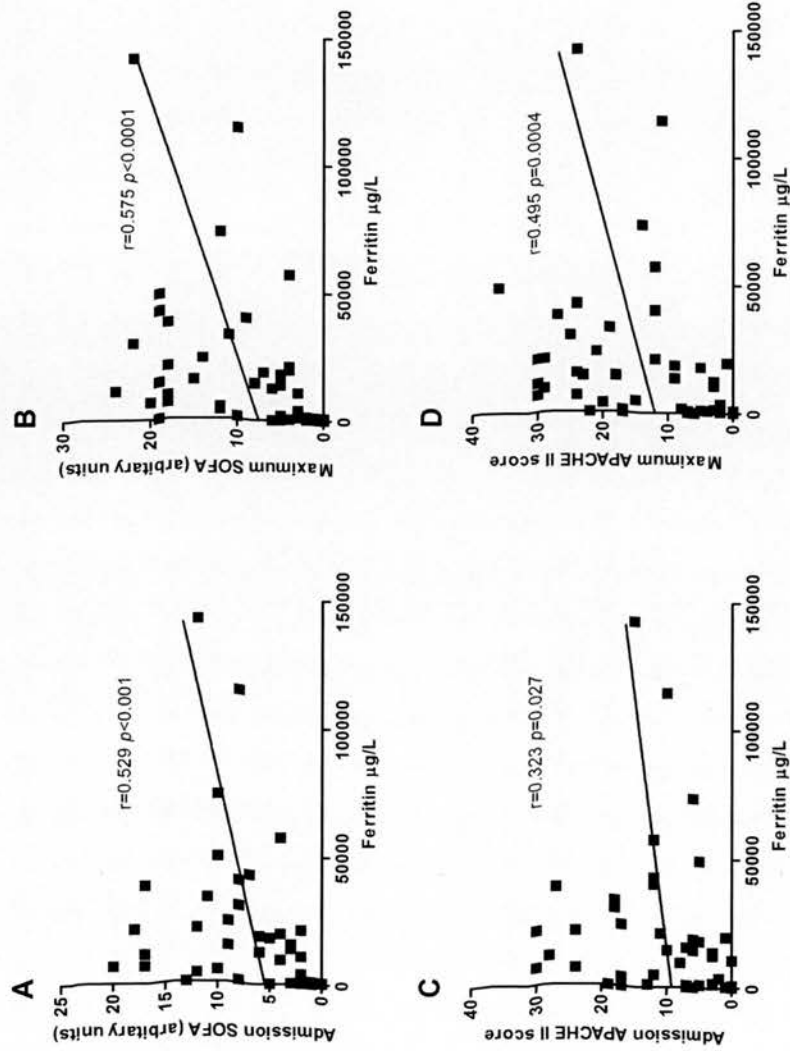 A
Admission SOFA (arbitary units)
25
20
15
10
5
0
r=0.529 p<0.001
0
50000
100000
150000
Ferritin µg/L
B
Maximum SOFA (arbitary units)
30
20
10
0
r=0.575 p<0.0001
0
50000
100000
150000
Ferritin µg/L
C
Admission APACHE II score
40
30
20
10
0
r=0.323 p=0.027
0
50000
100000
150000
Ferritin µg/L
D
Maximum APACHE II score
40
30
20
10
0
r=0.495 p=0.0004
0
50000
100000
150000
Ferritin µg/L